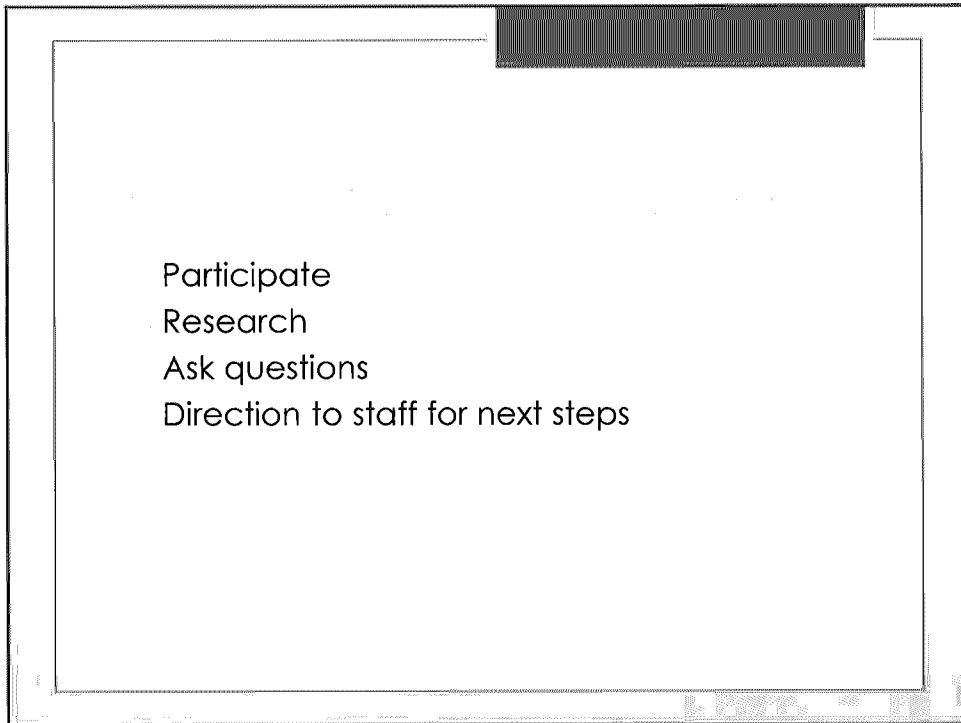 Participate
Research
Ask questions
Direction to staff for next steps